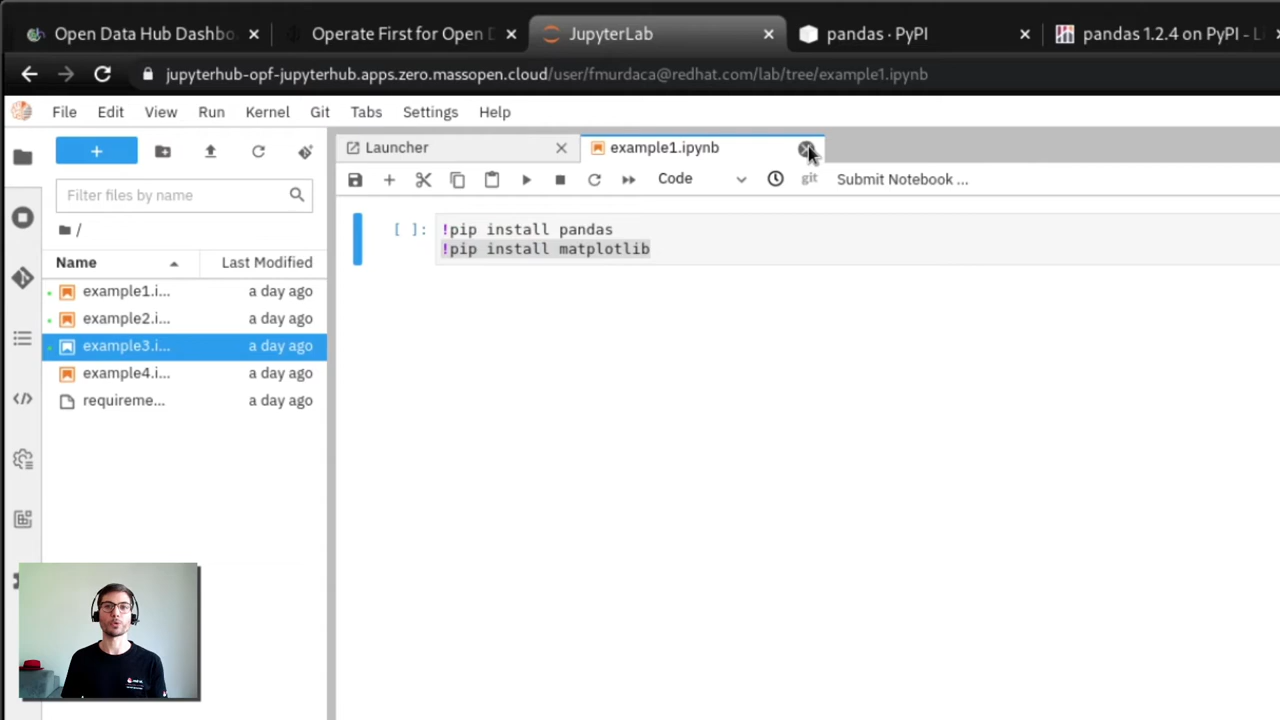 Open Data Hub Dashbo
Operate First for Open D
JupyterLab
pandas · PyPI
pandas 1.2.4 on PyPI - Li
jupyterhub-opf-jupyterhub.apps.zero.massopen.cloud/user/fmurdaca@redhat.com/lab/tree/example1.ipynb
File Edit View Run Kernel Git Tabs Settings Help
Launcher
example1.ipynb
Code
git
Submit Notebook ...
Filter files by name
/
Name Last Modified
example1.i... a day ago
example2.i... a day ago
example3.i... a day ago
example4.i... a day ago
requireme... a day ago
[ ]: !pip install pandas
!pip install matplotlib